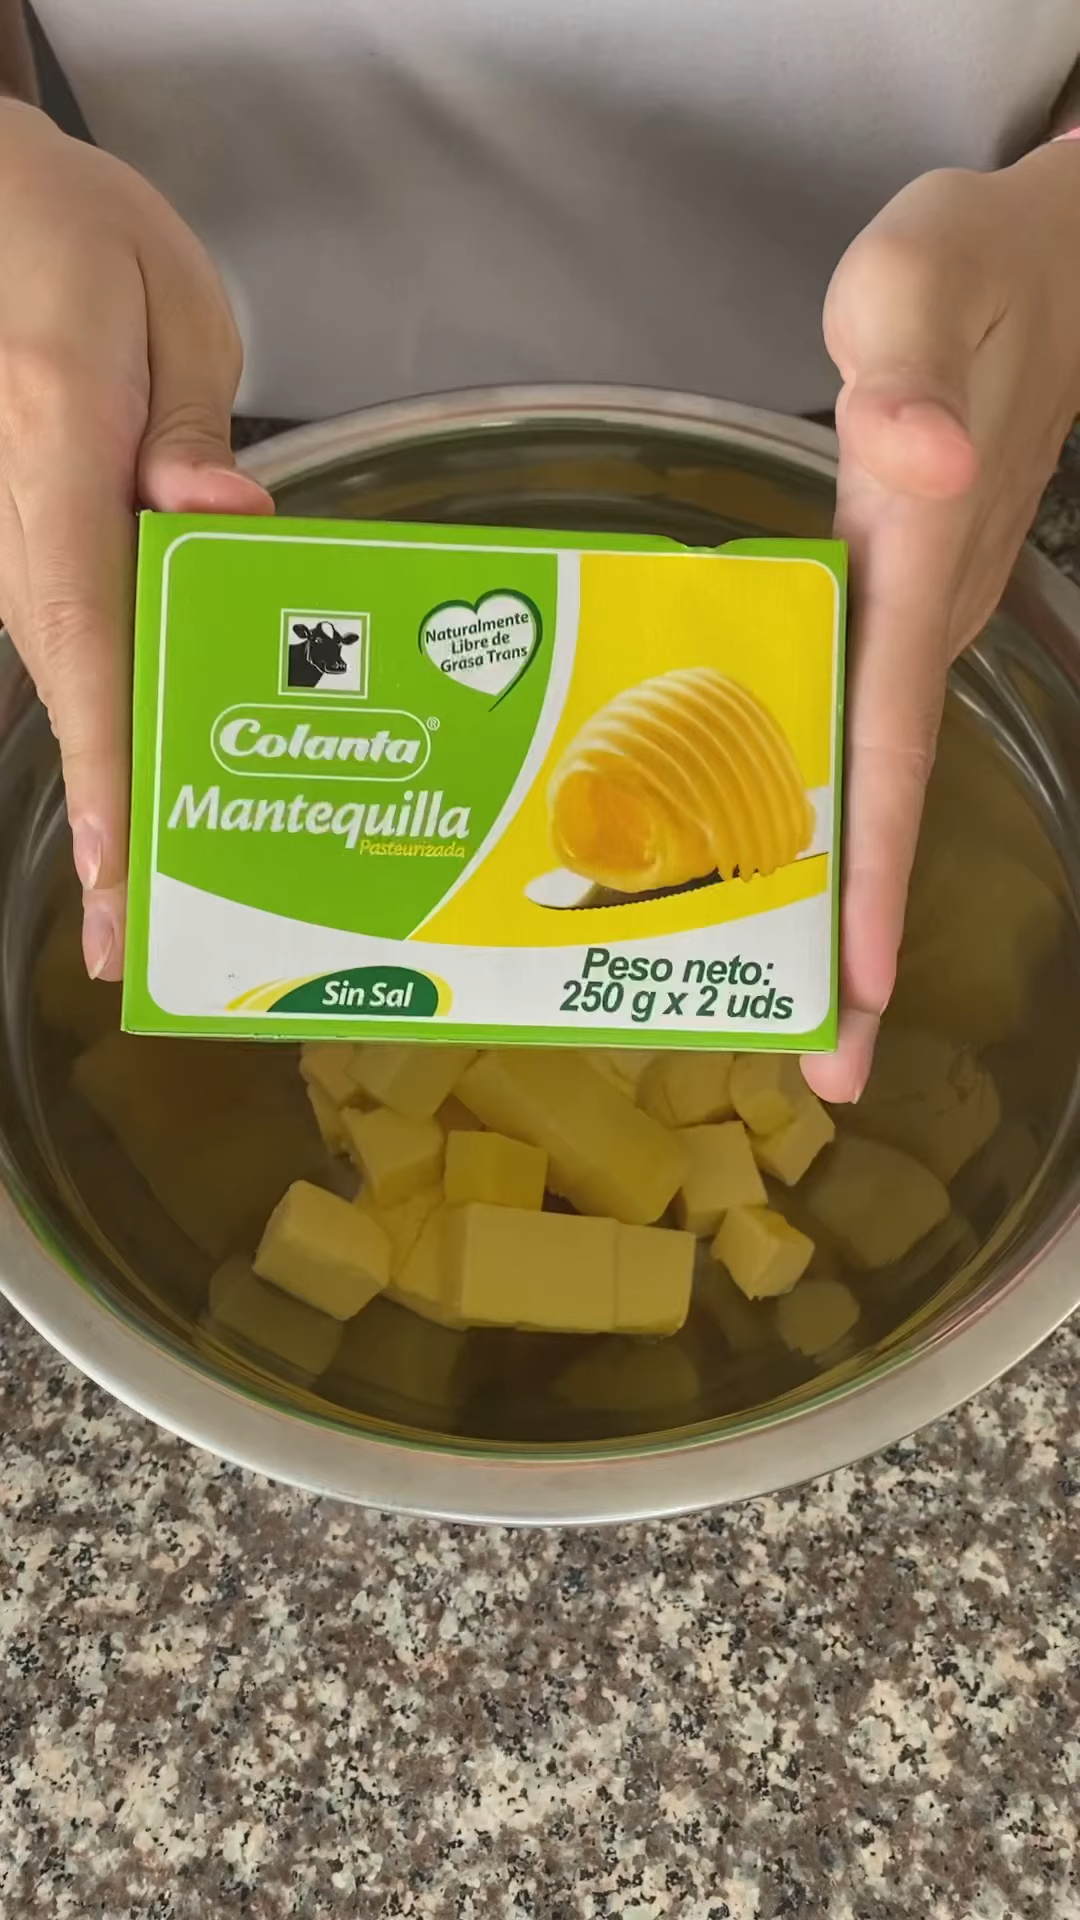 Naturalmente
Libre de
Grasa Trans
Colanta®
Mantequilla
Pasteurizada
Sin Sal
Peso neto:
250 g x 2 uds